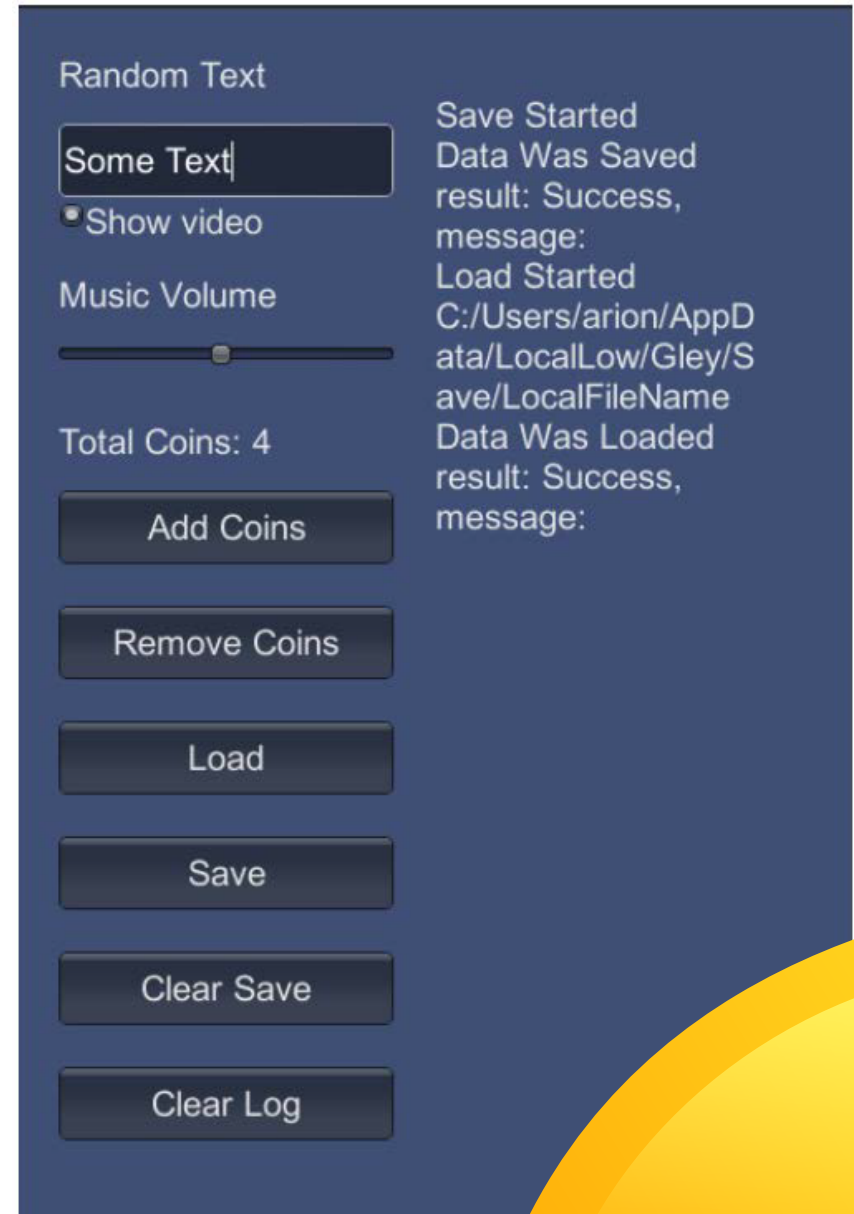 Random Text
Some Text
Show video
Music Volume
Total Coins: 4
Add Coins
Remove Coins
Load
Save
Clear Save
Clear Log
Save Started
Data Was Saved
result: Success,
message:
Load Started
C:/Users/arion/AppD
ata/LocalLow/Gley/S
ave/LocalFileName
Data Was Loaded
result: Success,
message: